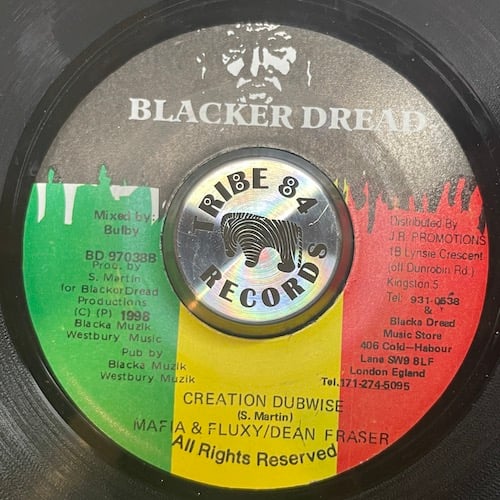 BLACKER DREAD
TRIBE 84
RECORDS
Mixed by:
Bulby
BD 97038B
Prod. by
S. Martin
for BlackerDread
Productions
(C) (P) 1998
Blacka Muzik
Westbury Music
Pub by
Blacka Muzik
Westbury Muzik
Distributed By
J.R. PROMOTIONS
1B Lynsie Crescent
(off Dunrobin Rd.)
Kingston 5
Tel: 931-0538
&
Blacka Dread
Music Store
406 Cold-Habour
Lane SW9 8LF
London Egland
Tel.171-274-5095
CREATION DUBWISE
(S. Martin)
MAFIA & FLUXY/DEAN FRASER
All Rights Reserved